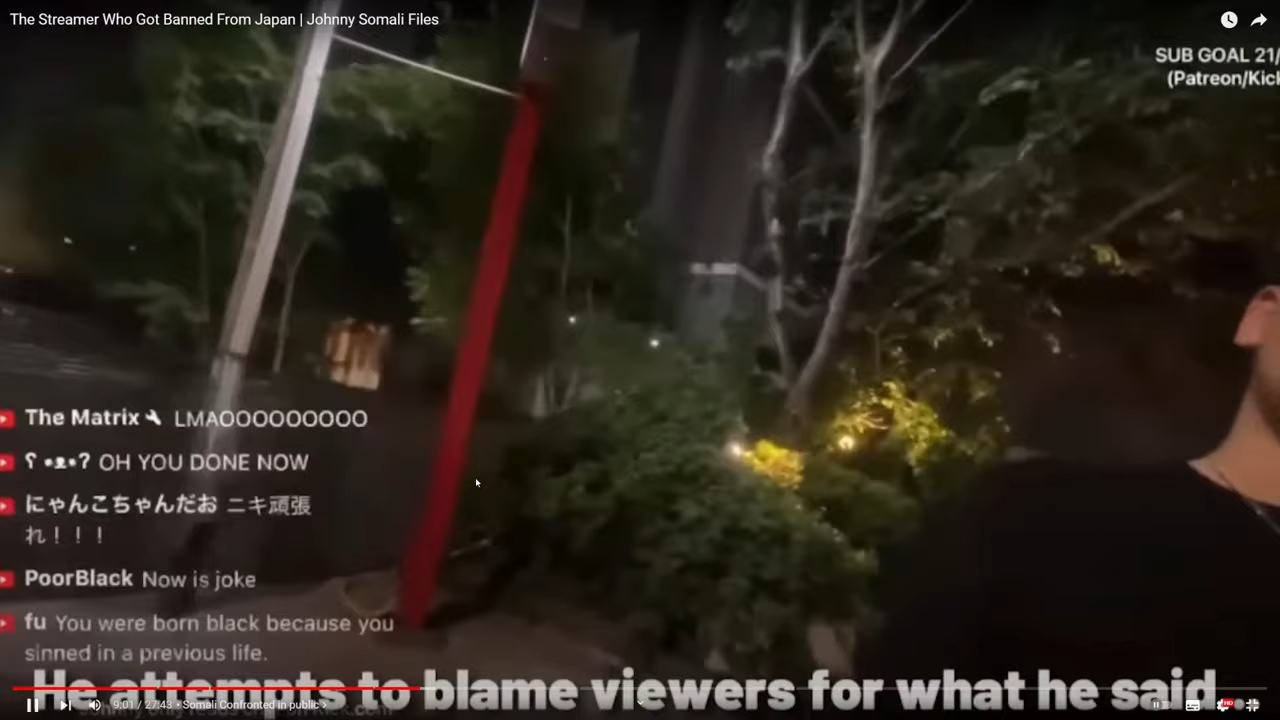 The Streamer Who Got Banned From Japan | Johnny Somali Files
SUB GOAL 21/
(Patreon/Kick
The Matrix LMAOOOOOOOOO
ʕ •ᴥ•? OH YOU DONE NOW
にゃんこちゃんだお ニキ頑張
れ！！！
PoorBlack Now is joke
fu You were born black because you
sinned in a previous life.
He attempts to blame viewers for what he said...
9:01 / 27:43 • Somali Confronted in public >
HD